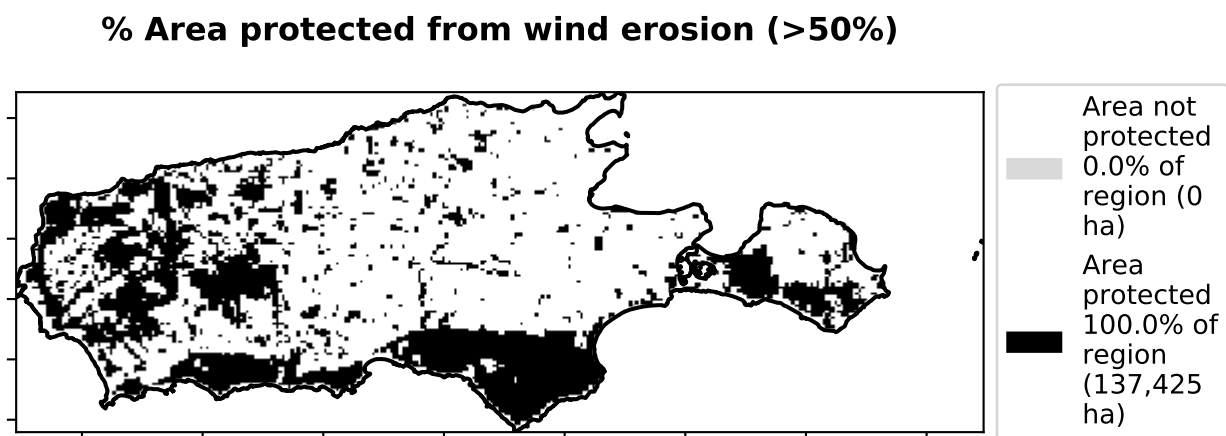 % Area protected from wind erosion (>50%)
Area not
protected
0.0% of
region (0
ha)
Area
protected
100.0% of
region
(137,425
ha)